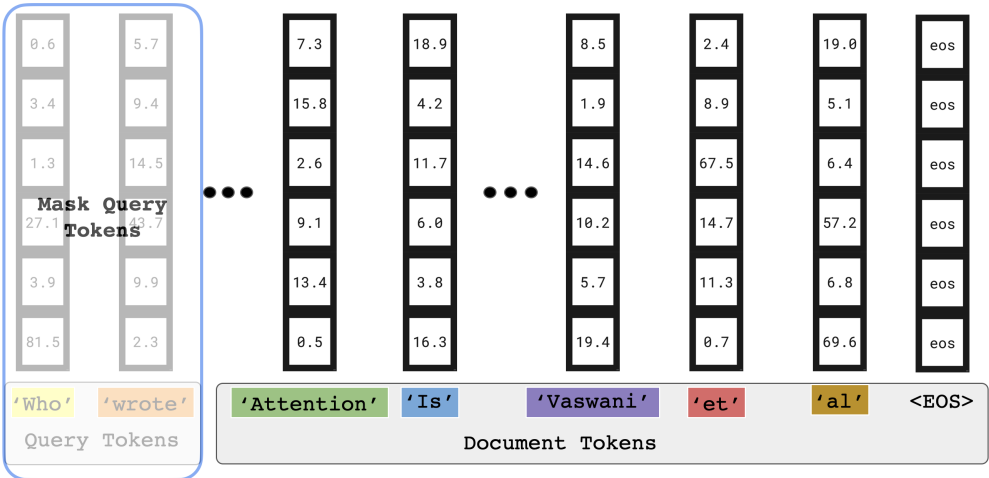 0.6 5.7 7.3 18.9 8.5 2.4 19.0 eos
3.4 9.4 15.8 4.2 1.9 8.9 5.1 eos
1.3 14.5 2.6 11.7 14.6 67.5 6.4 eos
Mask Query
Tokens
27.1 43.7 9.1 6.0 10.2 14.7 57.2 eos
3.9 9.9 13.4 3.8 5.7 11.3 6.8 eos
81.5 2.3 0.5 16.3 19.4 0.7 69.6 eos
‘Who’ ‘wrote’ ‘Attention’ ‘Is’ ‘Vaswani’ ‘et’ ‘al’ <EOS>
Query Tokens
Document Tokens